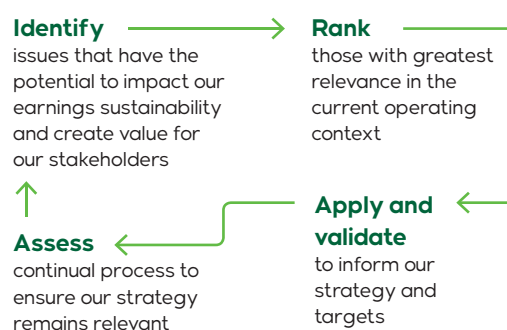 Identify
issues that have the
potential to impact our
earnings sustainability
and create value for
our stakeholders
Rank
those with greatest
relevance in the
current operating
context
Apply and
validate
to inform our
strategy and
targets
Assess
continual process to
ensure our strategy
remains relevant